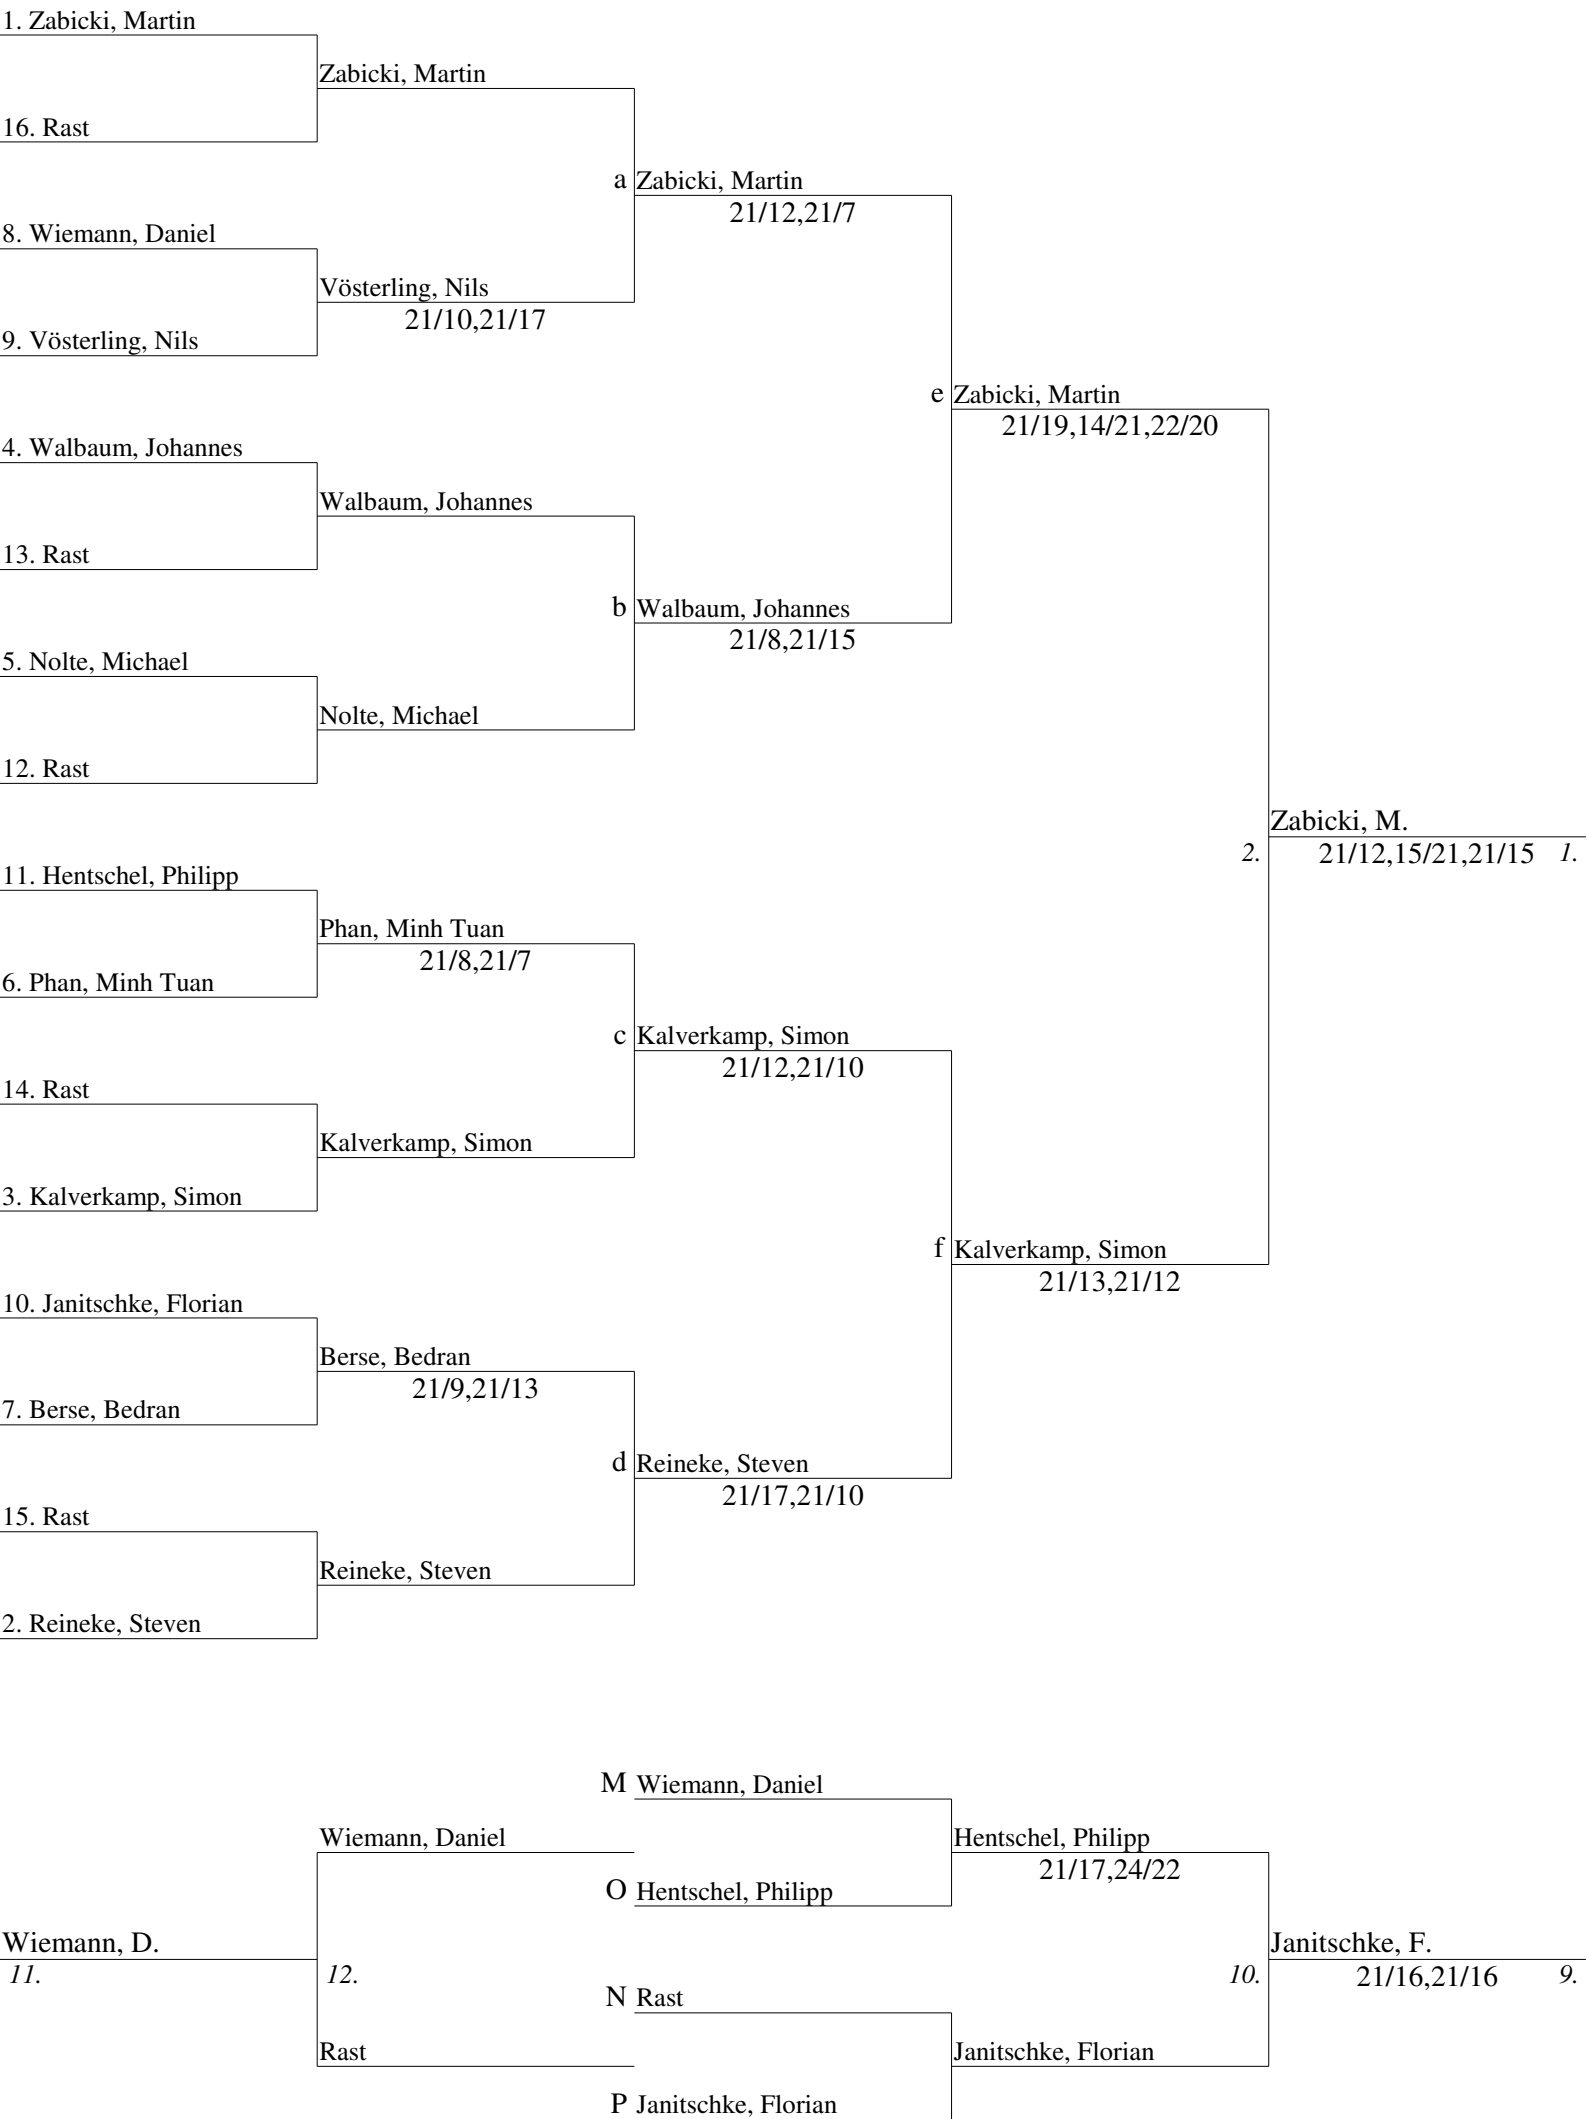 1. Zabicki, Martin
Zabicki, Martin
16. Rast
a Zabicki, Martin
21/12,21/7
8. Wiemann, Daniel
Vösterling, Nils
21/10,21/17
9. Vösterling, Nils
e Zabicki, Martin
21/19,14/21,22/20
4. Walbaum, Johannes
Walbaum, Johannes
13. Rast
b Walbaum, Johannes
21/8,21/15
5. Nolte, Michael
Nolte, Michael
12. Rast
Zabicki, M.
2. 21/12,15/21,21/15 1.
11. Hentschel, Philipp
Phan, Minh Tuan
21/8,21/7
6. Phan, Minh Tuan
c Kalverkamp, Simon
21/12,21/10
14. Rast
Kalverkamp, Simon
3. Kalverkamp, Simon
f Kalverkamp, Simon
21/13,21/12
10. Janitschke, Florian
Berse, Bedran
21/9,21/13
7. Berse, Bedran
d Reineke, Steven
21/17,21/10
15. Rast
Reineke, Steven
2. Reineke, Steven
M Wiemann, Daniel
Wiemann, Daniel
Hentschel, Philipp
21/17,24/22
O Hentschel, Philipp
Wiemann, D.
Janitschke, F.
11. 12. 10. 21/16,21/16 9.
N Rast
Rast
Janitschke, Florian
P Janitschke, Florian